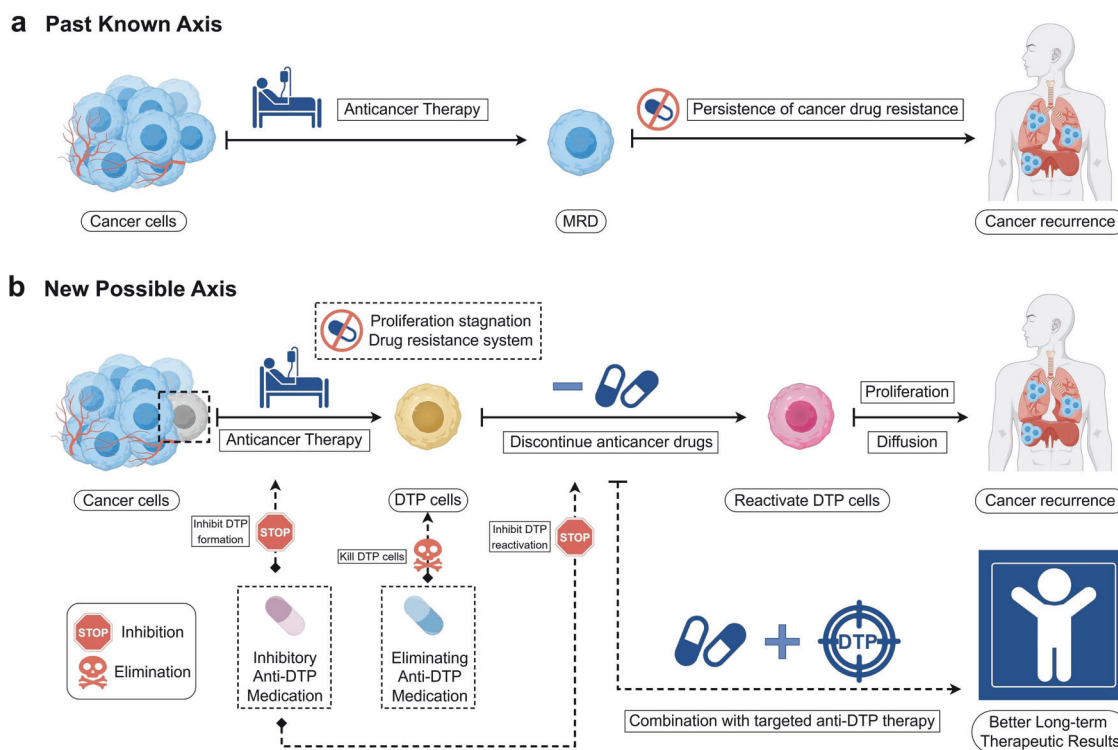 a Past Known Axis
Anticancer Therapy
Persistence of cancer drug resistance
Cancer cells
MRD
Cancer recurrence
b New Possible Axis
Proliferation stagnation
Drug resistance system
Anticancer Therapy
Discontinue anticancer drugs
Proliferation
Diffusion
Cancer cells
DTP cells
Reactivate DTP cells
Cancer recurrence
Inhibit DTP
formation
STOP
Kill DTP cells
Inhibit DTP
reactivation
STOP
STOP Inhibition
Elimination
Inhibitory
Anti-DTP
Medication
Eliminating
Anti-DTP
Medication
DTP
Combination with targeted anti-DTP therapy
Better Long-term
Therapeutic Results